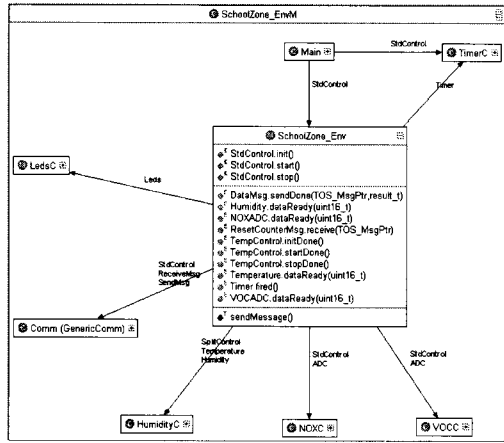 SchoolZone_EnvM
Main
StdControl
TimerC
StdControl
Timer
SchoolZone_Env
StdControl.init()
StdControl.start()
StdControl.stop()
LedsC
Leds
DataMsg.sendDone(TOS_MsgPtr,result_t)
Humidity.dataReady(uint16_t)
NOXADC.dataReady(uint16_t)
ResetCounterMsg.receive(TOS_MsgPtr)
TempControl.initDone()
TempControl.startDone()
TempControl.stopDone()
Temperature.dataReady(uint16_t)
Timer.fired()
VOCADC.dataReady(uint16_t)
sendMessage()
StdControl
ReceiveMsg
SendMsg
Comm (GenericComm)
SplitControl
Temperature
Humidity
StdControl
ADC
StdControl
ADC
HumidityC
NOXC
VOCC